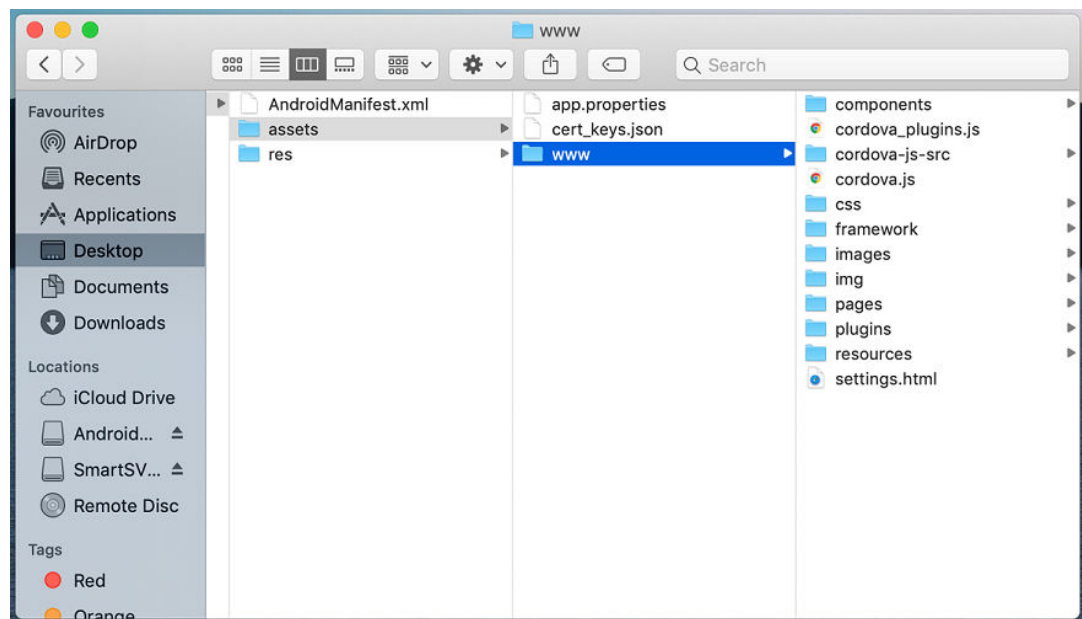 www
Search
Favourites
AirDrop
Recents
Applications
Desktop
Documents
Downloads
Locations
iCloud Drive
Android...
SmartSV...
Remote Disc
Tags
Red
Orange
AndroidManifest.xml
assets
res
app.properties
cert_keys.json
www
components
cordova_plugins.js
cordova-js-src
cordova.js
css
framework
images
img
pages
plugins
resources
settings.html